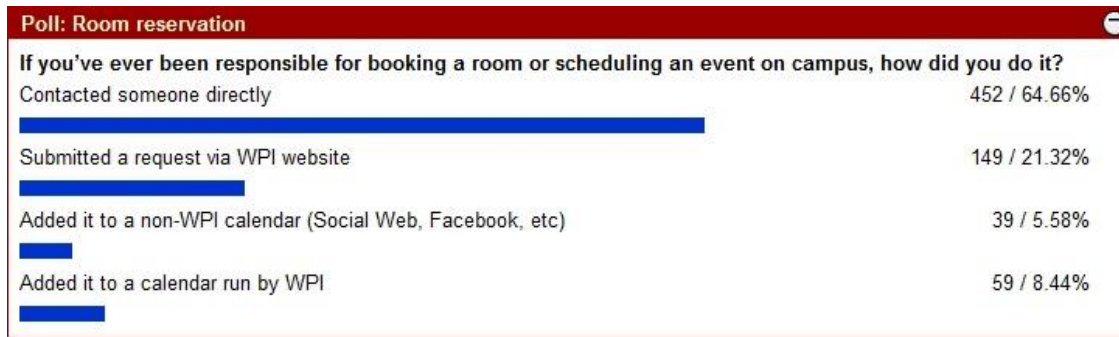 Poll: Room reservation
If you’ve ever been responsible for booking a room or scheduling an event on campus, how did you do it?
Contacted someone directly 452 / 64.66%
Submitted a request via WPI website 149 / 21.32%
Added it to a non-WPI calendar (Social Web, Facebook, etc) 39 / 5.58%
Added it to a calendar run by WPI 59 / 8.44%